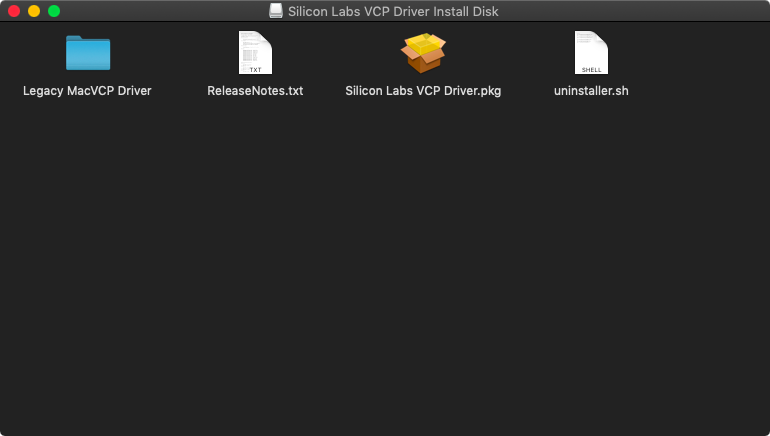 Silicon Labs VCP Driver Install Disk
TXT
SHELL
Legacy MacVCP Driver
ReleaseNotes.txt
Silicon Labs VCP Driver.pkg
uninstaller.sh